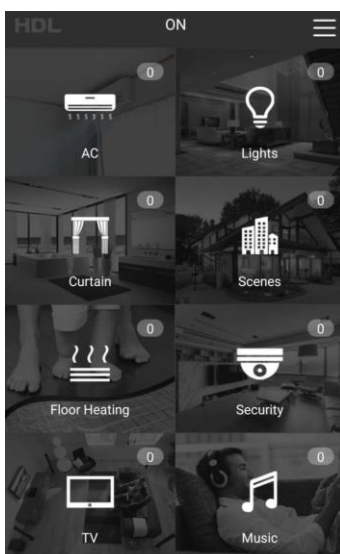 HDL
ON
0
0
AC
Lights
0
0
Curtain
Scenes
0
0
Floor Heating
Security
0
0
TV
Music